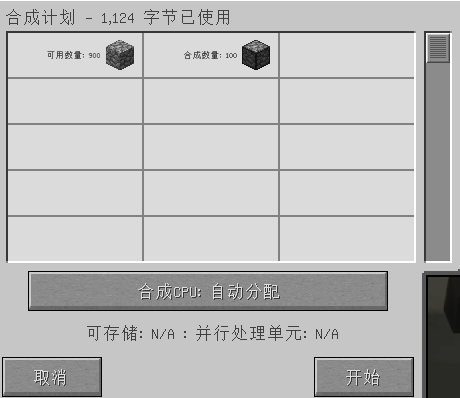 合成计划 - 1,124 字节已使用
可用数量: 900
合成数量: 100
合成CPU: 自动分配
可存储: N/A : 并行处理单元: N/A
取消
开始